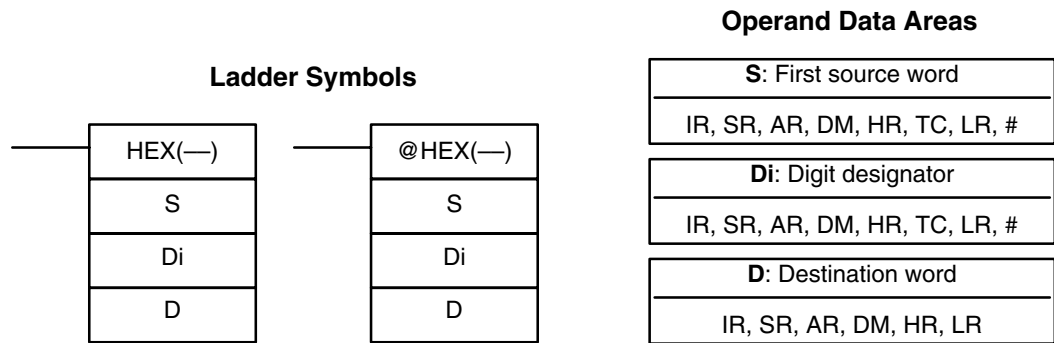 Ladder Symbols
HEX(—)
S
Di
D
@HEX(—)
S
Di
D
Operand Data Areas
S: First source word
IR, SR, AR, DM, HR, TC, LR, #
Di: Digit designator
IR, SR, AR, DM, HR, TC, LR, #
D: Destination word
IR, SR, AR, DM, HR, LR